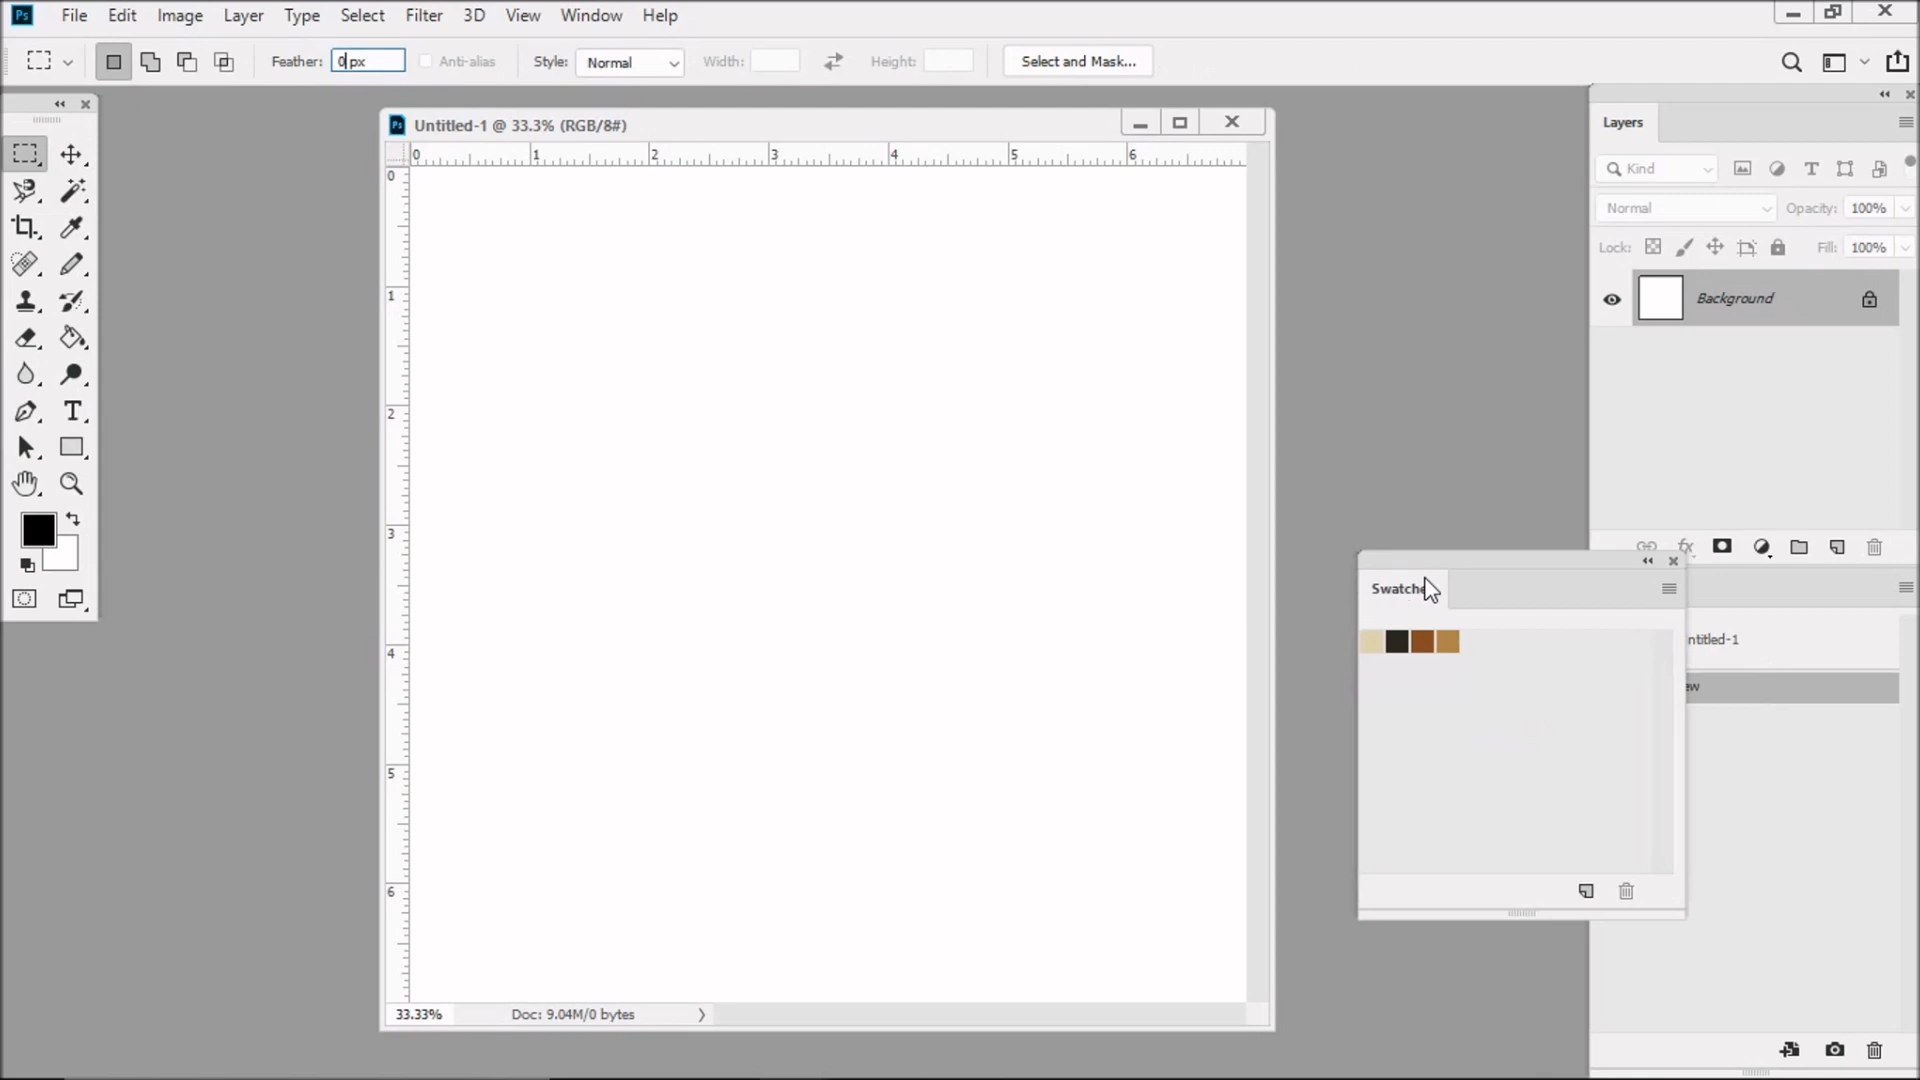 Ps File Edit Image Layer Type Select Filter 3D View Window Help
Feather: 0 px Anti-alias Style: Normal Width: Height: Select and Mask...
Ps Untitled-1 @ 33.3% (RGB/8#)
0 1 2 3 4 5 6
0
1
2
3
4
5
6
33.33% Doc: 9.04M/0 bytes
Layers
Kind
Normal Opacity: 100%
Lock: Fill: 100%
Background
fx
ntitled-1
ew